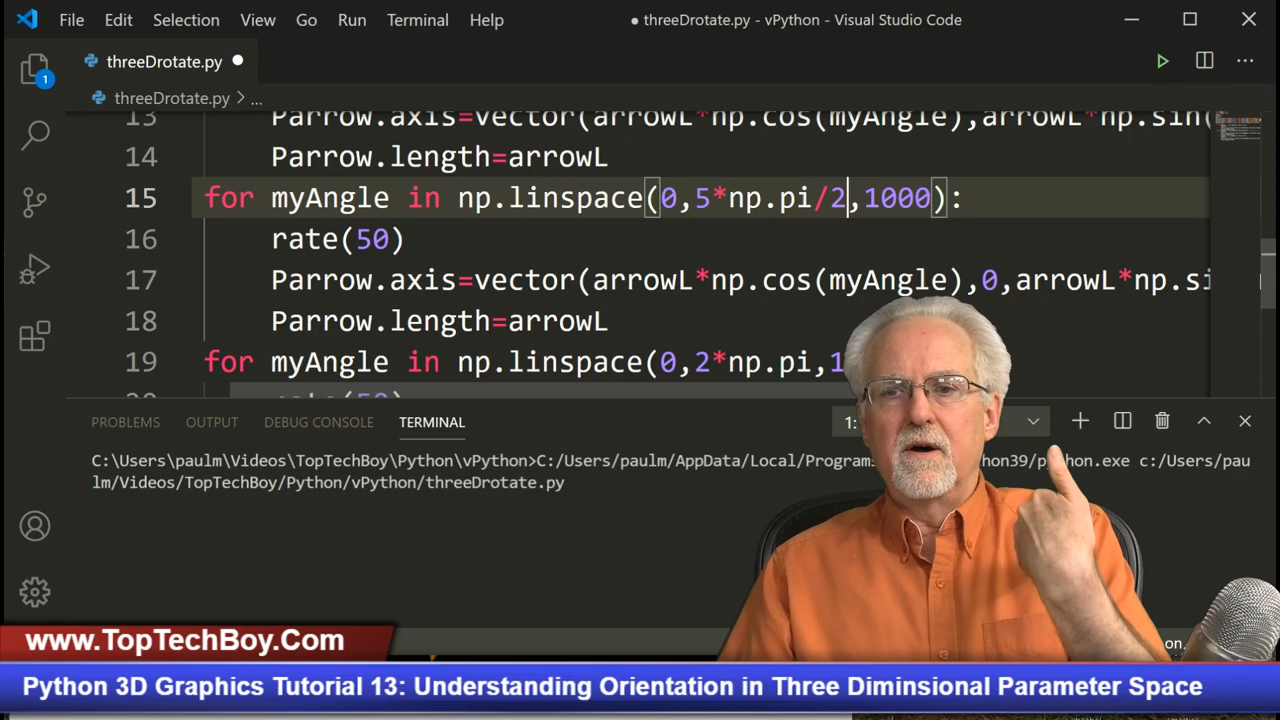 File Edit Selection View Go Run Terminal Help ● threeDrotate.py - vPython - Visual Studio Code
threeDrotate.py ●
threeDrotate.py > ...
1
13 Parrow.axis=vector(arrowL*np.cos(myAngle),arrowL*np.sin(
14 Parrow.length=arrowL
15 for myAngle in np.linspace(0,5*np.pi/2,1000):
16 rate(50)
17 Parrow.axis=vector(arrowL*np.cos(myAngle),0,arrowL*np.si
18 Parrow.length=arrowL
19 for myAngle in np.linspace(0,2*np.pi,1
PROBLEMS OUTPUT DEBUG CONSOLE TERMINAL 1:
C:\Users\paulm\Videos\TopTechBoy\Python\vPython>C:/Users/paulm/AppData/Local/Programs hon39/python.exe c:/Users/pau
lm/Videos/TopTechBoy/Python/vPython/threeDrotate.py
www.TopTechBoy.Com
Python 3D Graphics Tutorial 13: Understanding Orientation in Three Diminsional Parameter Space